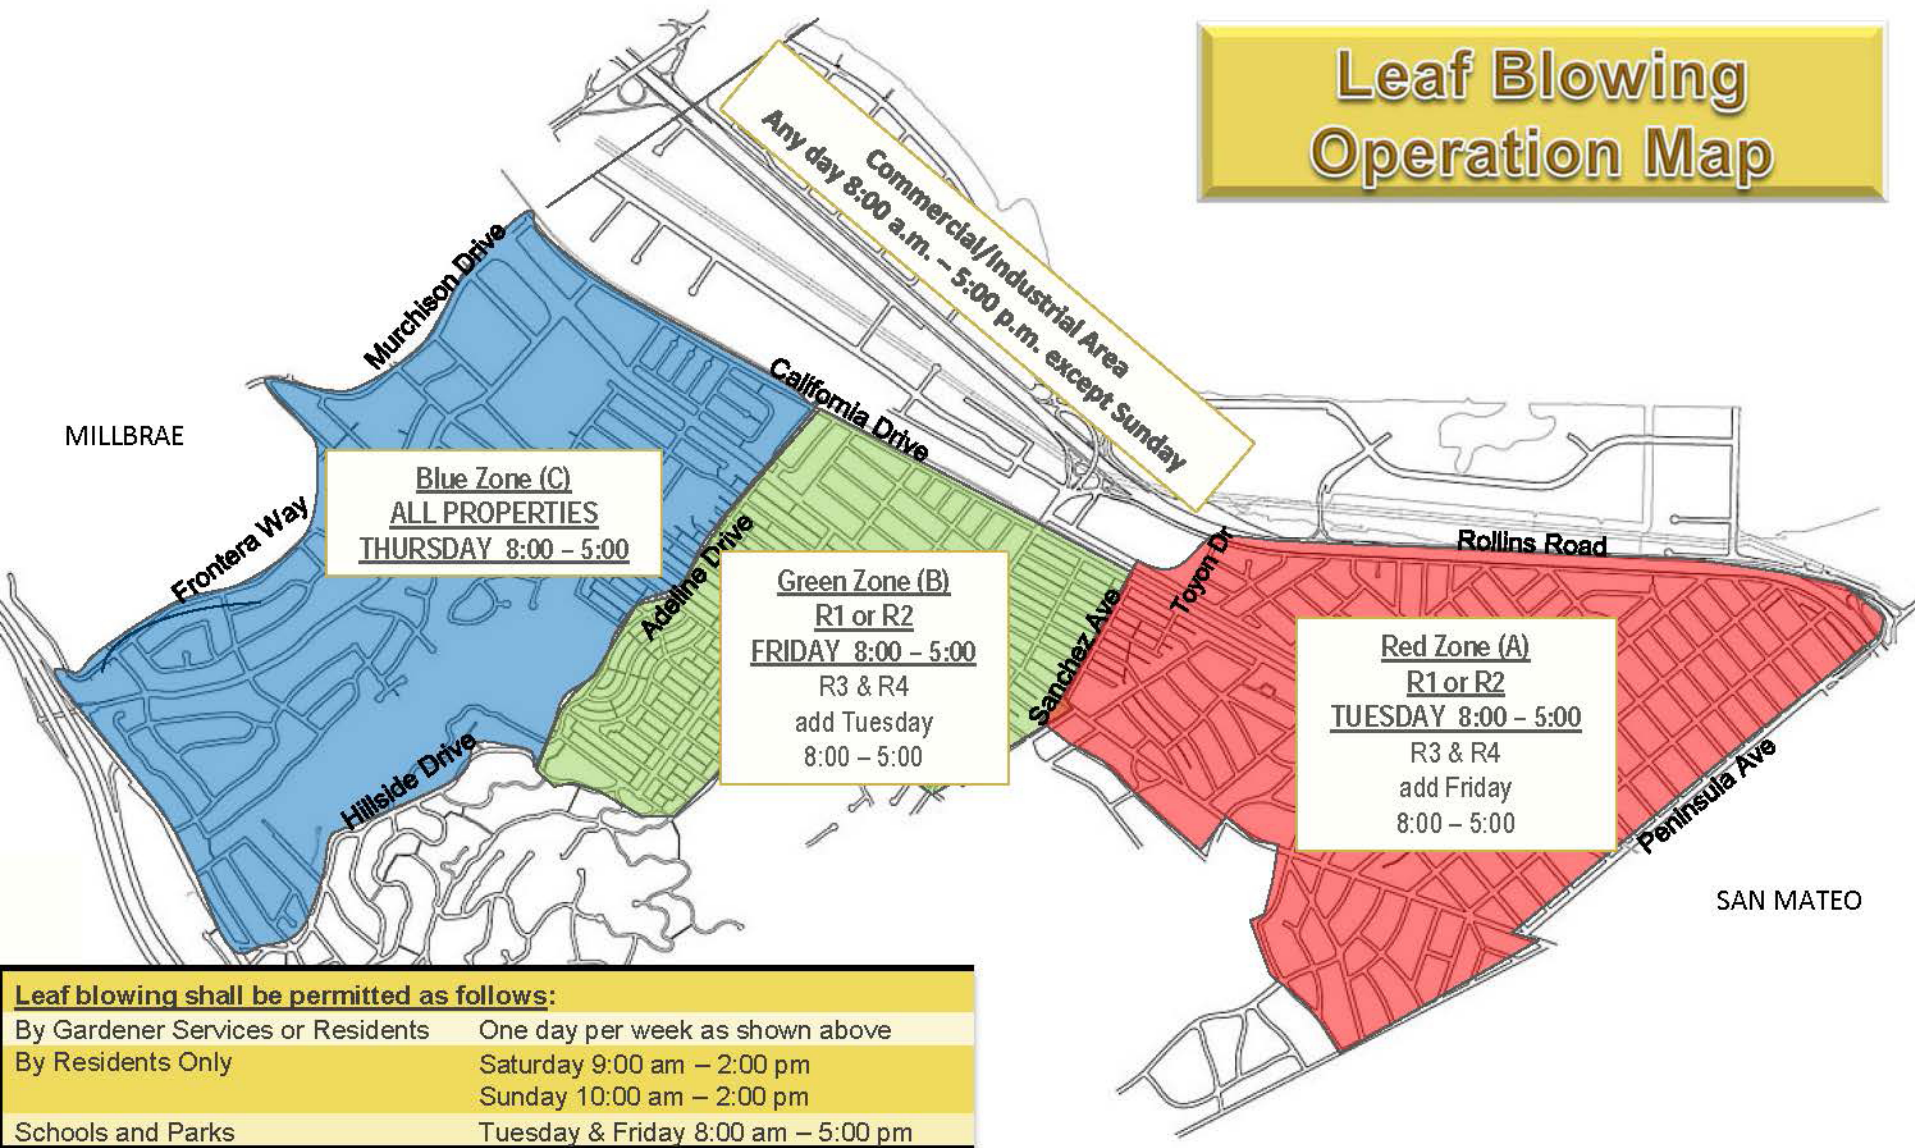 Leaf Blowing
Operation Map
Commercial/Industrial Area
Any day 8:00 a.m. – 5:00 p.m. except Sunday
Murchison Drive
California Drive
MILLBRAE
Frontera Way
Blue Zone (C)
ALL PROPERTIES
THURSDAY 8:00 – 5:00
Adeline Drive
Green Zone (B)
R1 or R2
FRIDAY 8:00 – 5:00
R3 & R4
add Tuesday
8:00 – 5:00
Sanchez Ave
Toyon Dr
Rollins Road
Red Zone (A)
R1 or R2
TUESDAY 8:00 – 5:00
R3 & R4
add Friday
8:00 – 5:00
Hillside Drive
Peninsula Ave
SAN MATEO
Leaf blowing shall be permitted as follows:
By Gardener Services or Residents One day per week as shown above
By Residents Only Saturday 9:00 am – 2:00 pm
Sunday 10:00 am – 2:00 pm
Schools and Parks Tuesday & Friday 8:00 am – 5:00 pm